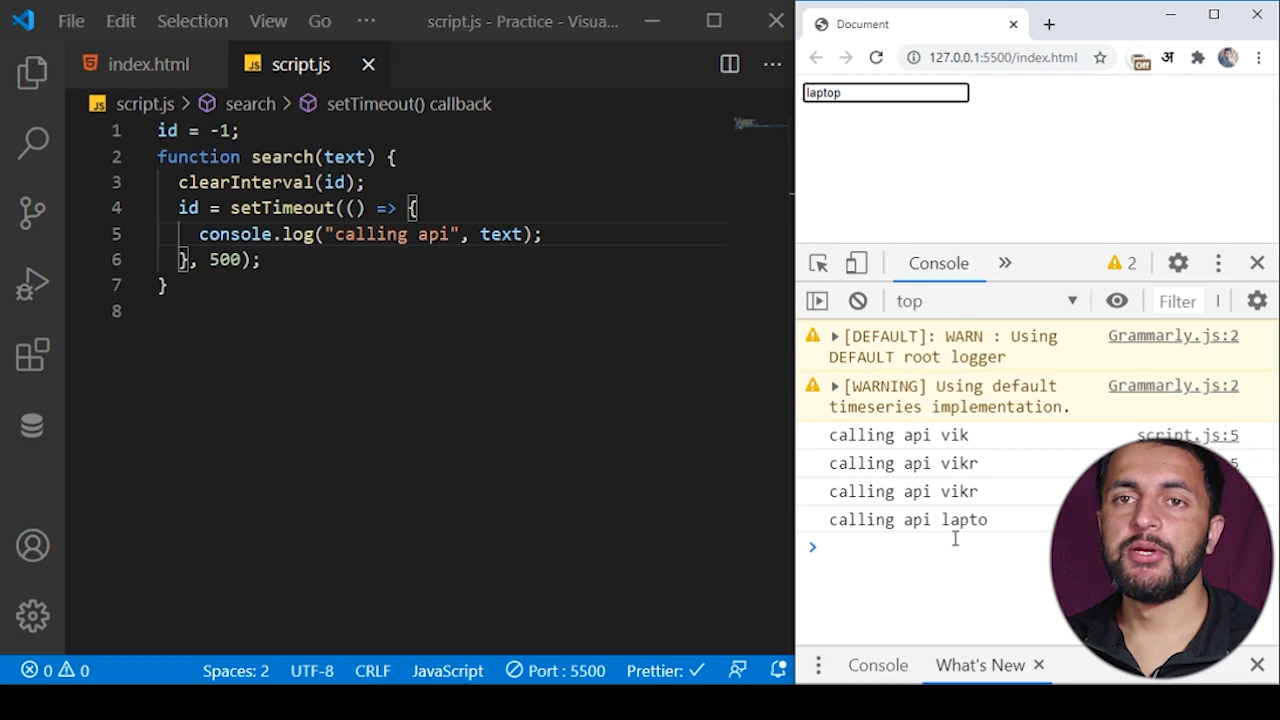 File Edit Selection View Go ··· script.js - Practice - Visua...
index.html script.js
script.js > search > setTimeout() callback
1 id = -1;
2 function search(text) {
3 clearInterval(id);
4 id = setTimeout(() => {
5 console.log("calling api", text);
6 }, 500);
7 }
8
0 0 Spaces: 2 UTF-8 CRLF JavaScript Port : 5500 Prettier: ✓
Document
127.0.0.1:5500/index.html Off अ
laptop
Console » 2
top Filter
[DEFAULT]: WARN : Using DEFAULT root logger Grammarly.js:2
[WARNING] Using default timeseries implementation. Grammarly.js:2
calling api vik script.js:5
calling api vikr 5
calling api vikr
calling api lapto
>
Console What's New